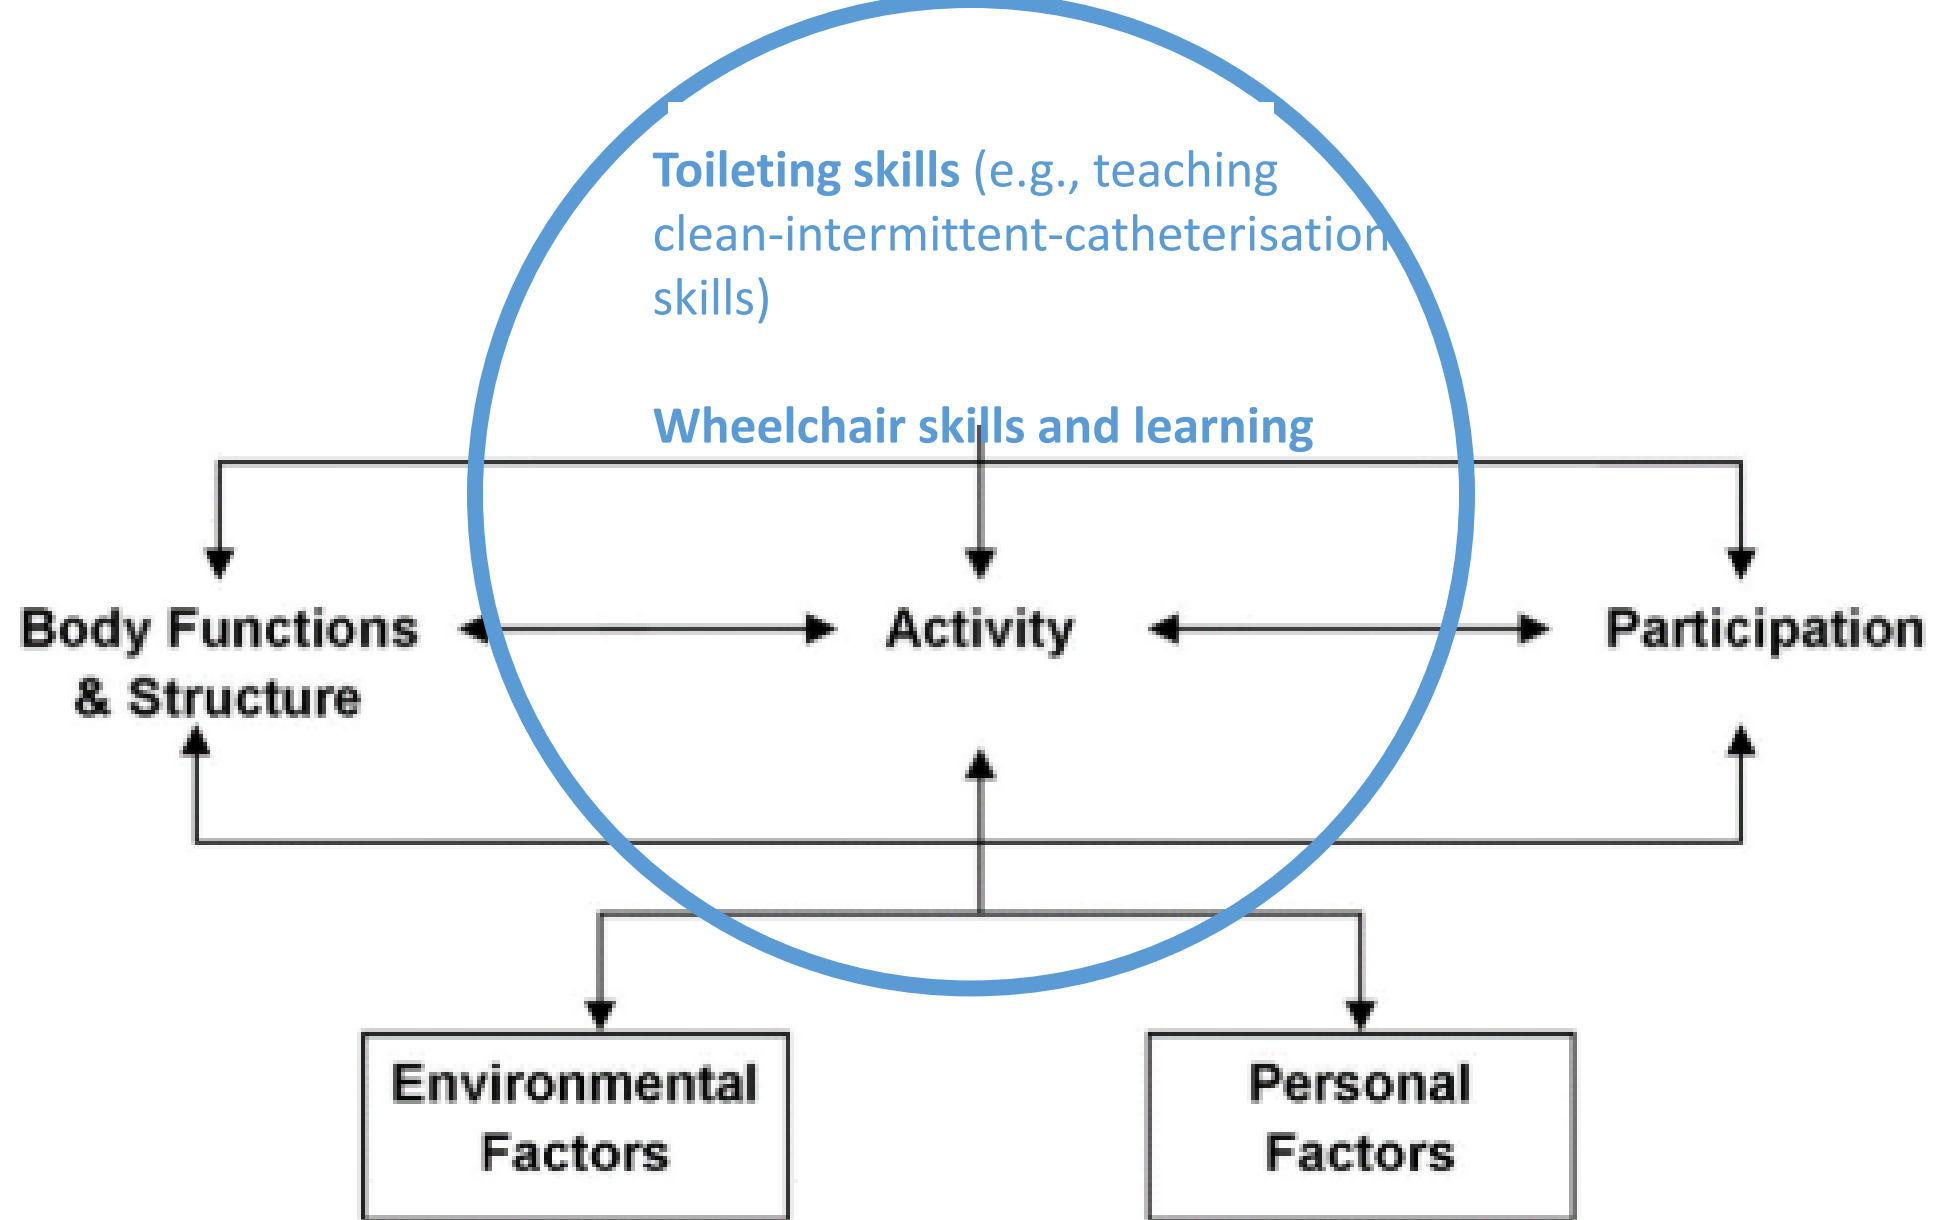 Toileting skills (e.g., teaching
clean-intermittent-catheterisation
skills)
Wheelchair skills and learning
Body Functions
& Structure
Activity
Participation
Environmental
Factors
Personal
Factors